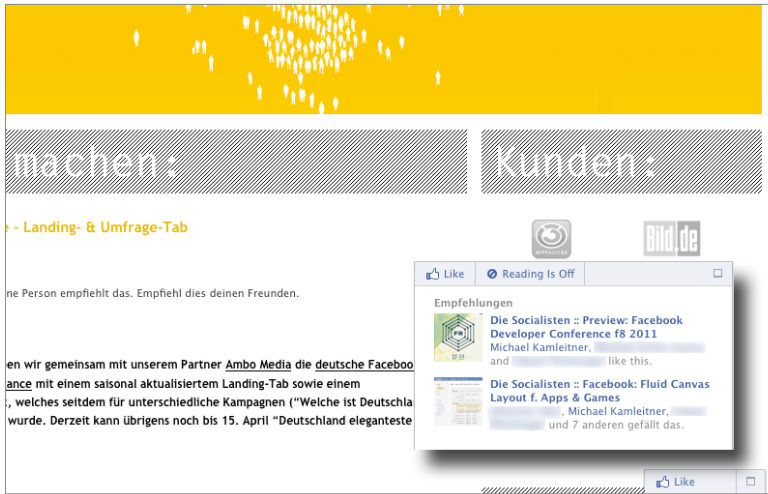 machen:
Kunden:
- Landing- & Umfrage-Tab
Bild.de
ne Person empfiehlt das. Empfiehl dies deinen Freunden.
en wir gemeinsam mit unserem Partner Ambo Media die deutsche Faceboo
ance mit einem saisonal aktualisiertem Landing-Tab sowie einem
, welches seitdem für unterschiedliche Kampagnen (“Welche ist Deutschla
wurde. Derzeit kann übrigens noch bis 15. April “Deutschland eleganteste
Like
Reading Is Off
Empfehlungen
Die Socialisten :: Preview: Facebook
Developer Conference f8 2011
Michael Kamleitner,
and like this.
F8
Die Socialisten :: Facebook: Fluid Canvas
Layout f. Apps & Games
, Michael Kamleitner,
und 7 anderen gefällt das.
Like